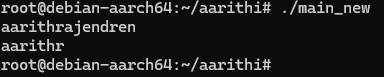 root@debian-aarch64:~/aarithi# ./main_new
aarithrajendren
aarithr
root@debian-aarch64:~/aarithi#